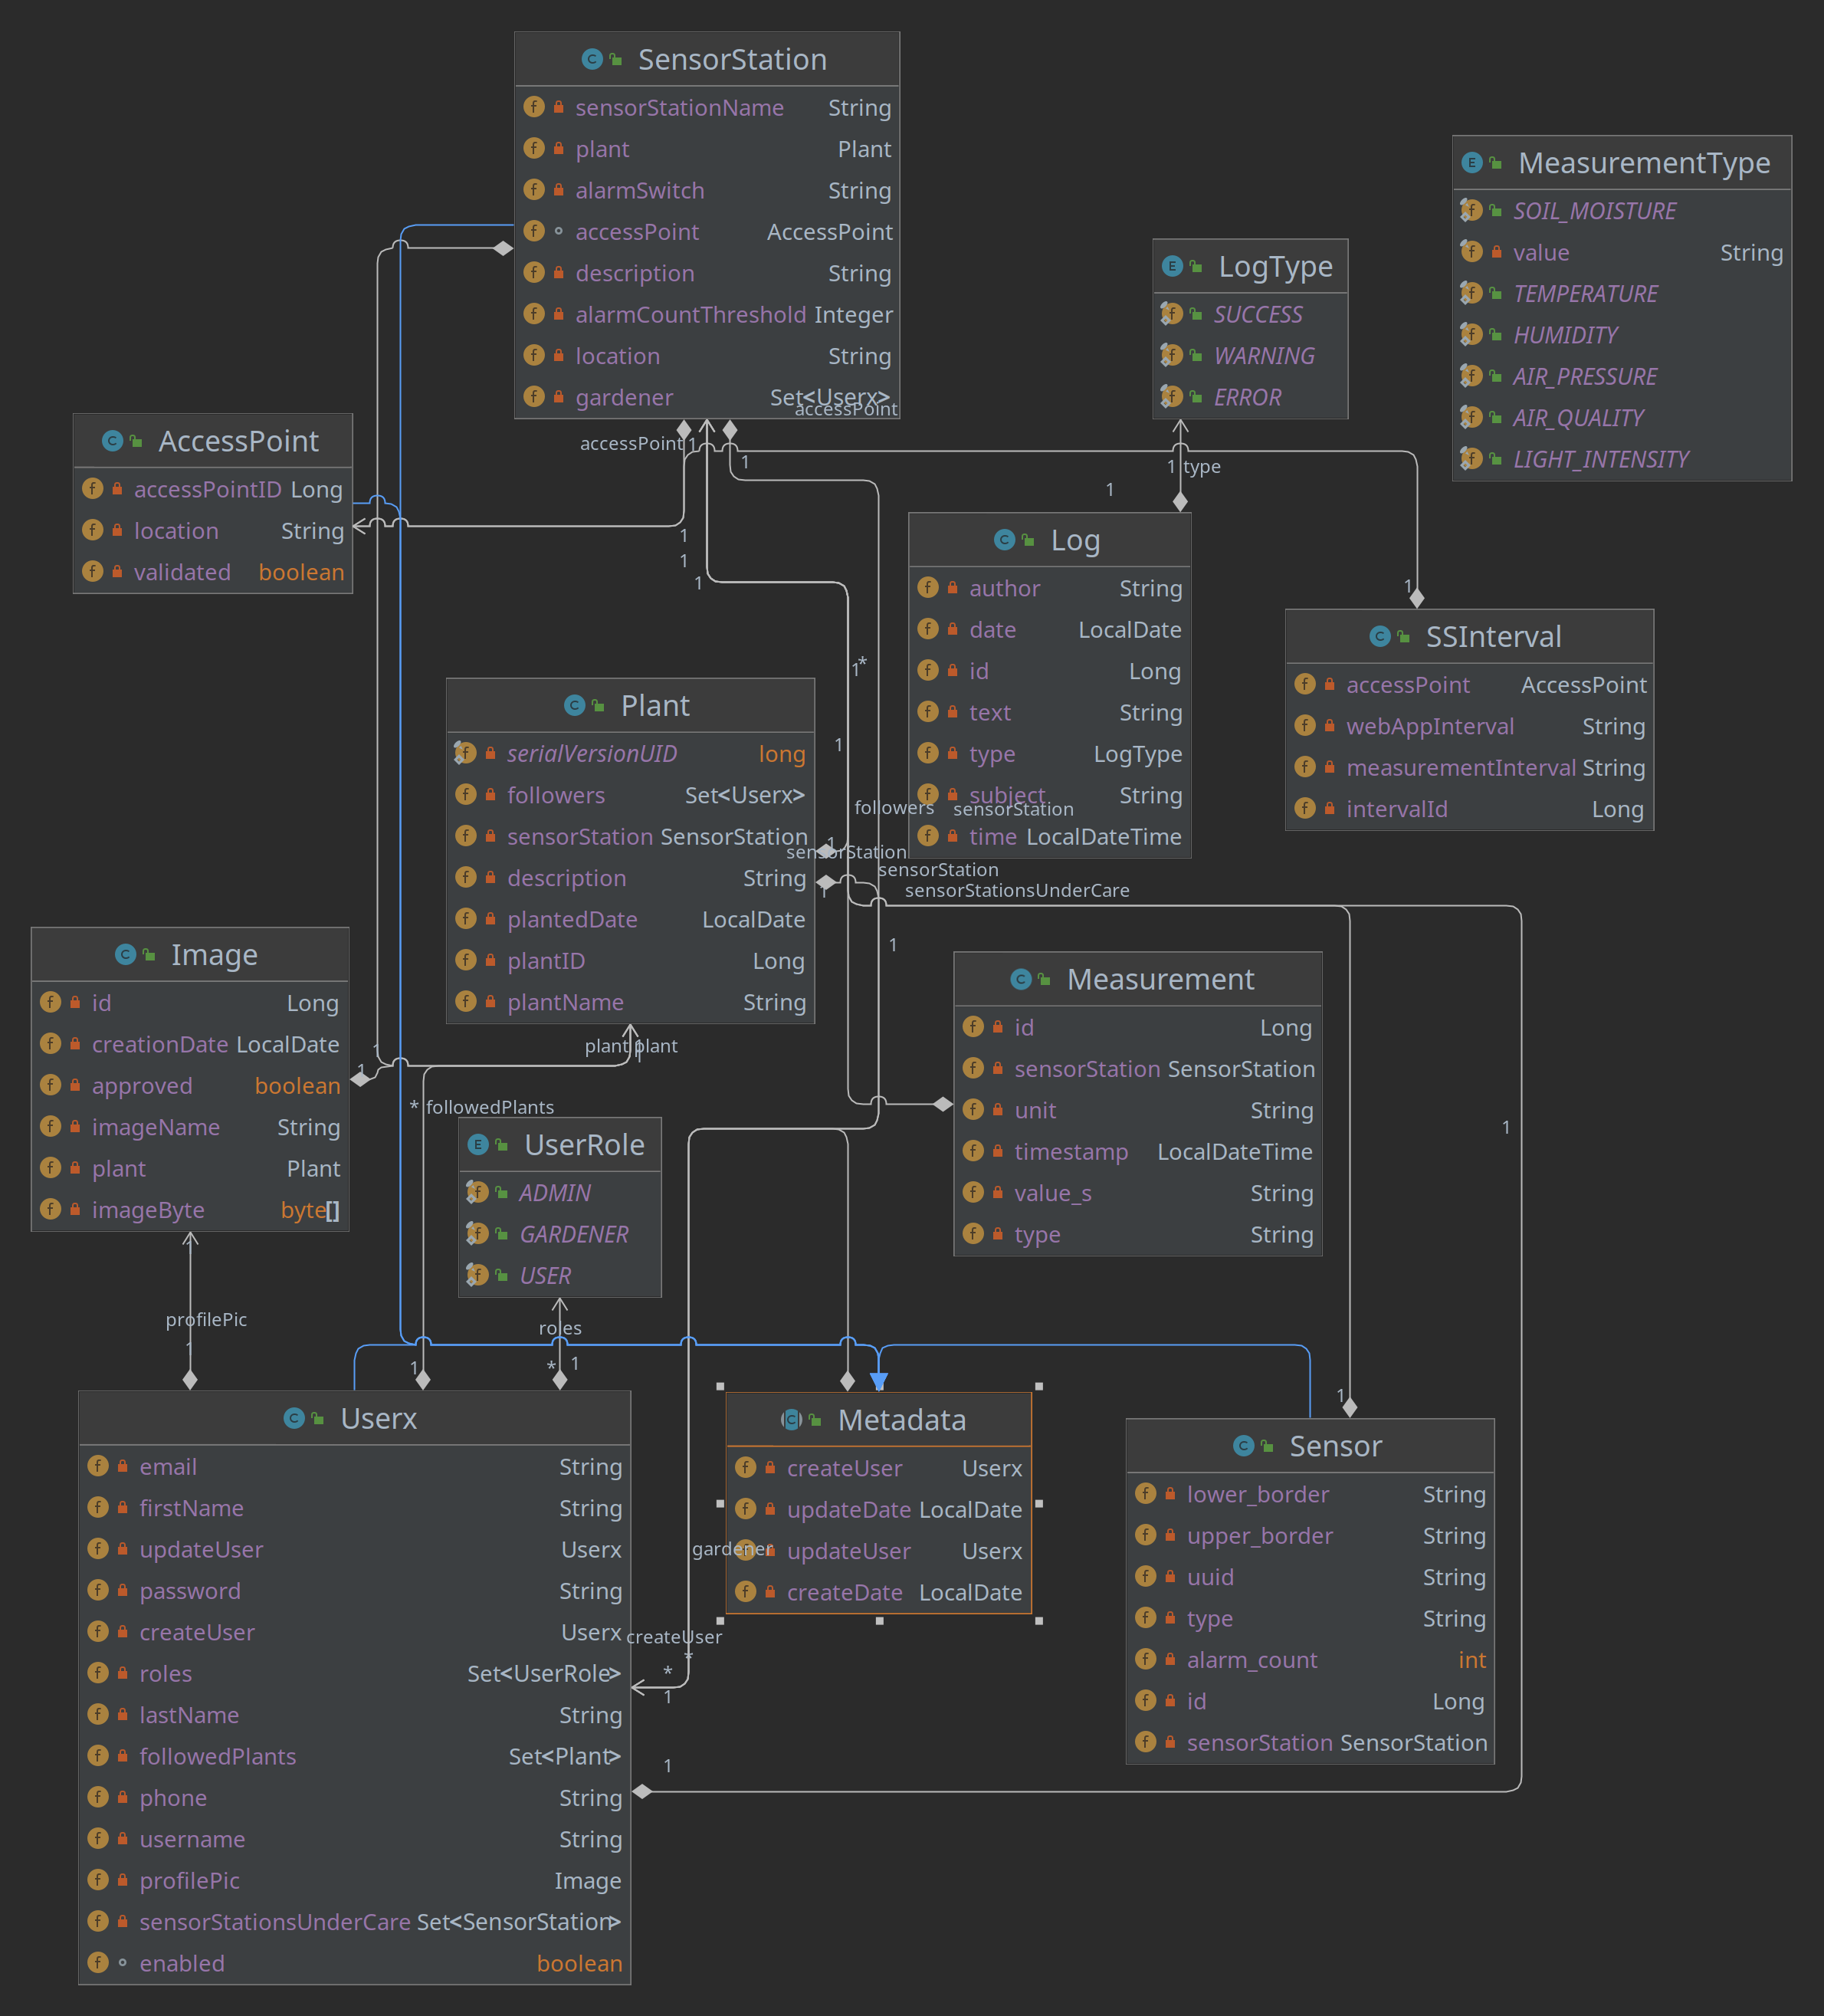 SensorStation
sensorStationName String
plant Plant
alarmSwitch String
accessPoint AccessPoint
description String
alarmCountThreshold Integer
location String
gardener Set<Userx>
accessPoint
accessPoint 1
1
MeasurementType
SOIL_MOISTURE
value String
TEMPERATURE
HUMIDITY
AIR_PRESSURE
AIR_QUALITY
LIGHT_INTENSITY
LogType
SUCCESS
WARNING
ERROR
1 type
1
AccessPoint
accessPointID Long
location String
validated boolean
1
1
1
Log
author String
date LocalDate
id Long
text String
type LogType
subject String
time LocalDateTime
1
SSInterval
accessPoint AccessPoint
webAppInterval String
measurementInterval String
intervalId Long
1 *
1
Plant
serialVersionUID long
followers Set<Userx>
sensorStation SensorStation
description String
plantedDate LocalDate
plantID Long
plantName String
followers sensorStation
1
sensorStation
sensorStation
1 sensorStationsUnderCare
1
Image
id Long
creationDate LocalDate
approved boolean
imageName String
plant Plant
imageByte byte[]
1
1
plant plant
1
* followedPlants
Measurement
id Long
sensorStation SensorStation
unit String
timestamp LocalDateTime
value_s String
type String
1
UserRole
ADMIN
GARDENER
USER
1
profilePic
1
roles
* 1
1
1
Userx
email String
firstName String
updateUser Userx
password String
createUser Userx
roles Set<UserRole>
lastName String
followedPlants Set<Plant>
phone String
username String
profilePic Image
sensorStationsUnderCare Set<SensorStation>
enabled boolean
Metadata
createUser Userx
updateDate LocalDate
updateUser Userx
createDate LocalDate
gardener
createUser
*
*
1
1
Sensor
lower_border String
upper_border String
uuid String
type String
alarm_count int
id Long
sensorStation SensorStation